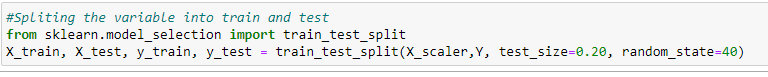 #Spliting the variable into train and test
from sklearn.model_selection import train_test_split
X_train, X_test, y_train, y_test = train_test_split(X_scaler,Y, test_size=0.20, random_state=40)